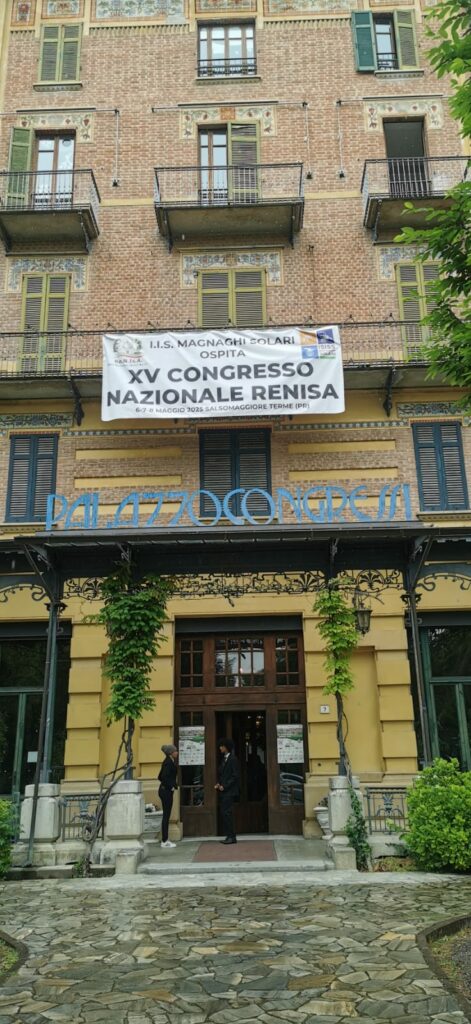 I.I.S. MAGNAGHI SOLARI
OSPITA
XV CONGRESSO
NAZIONALE RENISA
6-7-8 MAGGIO 2025 SALSOMAGGIORE TERME (PR)
PALAZZO CONGRESSI